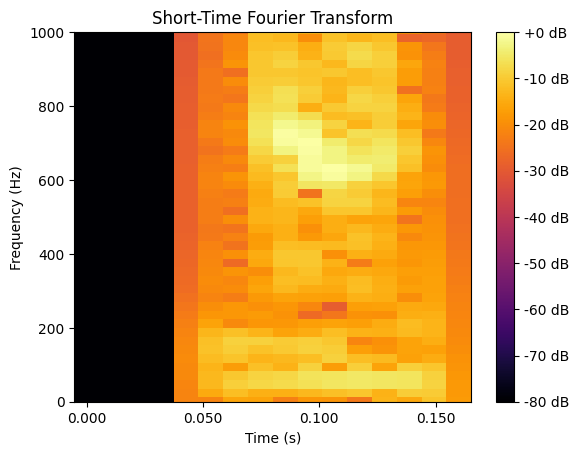 Short-Time Fourier Transform
1000
800
600
400
200
0
Frequency (Hz)
0.000
0.050
0.100
0.150
Time (s)
+0 dB
-10 dB
-20 dB
-30 dB
-40 dB
-50 dB
-60 dB
-70 dB
-80 dB